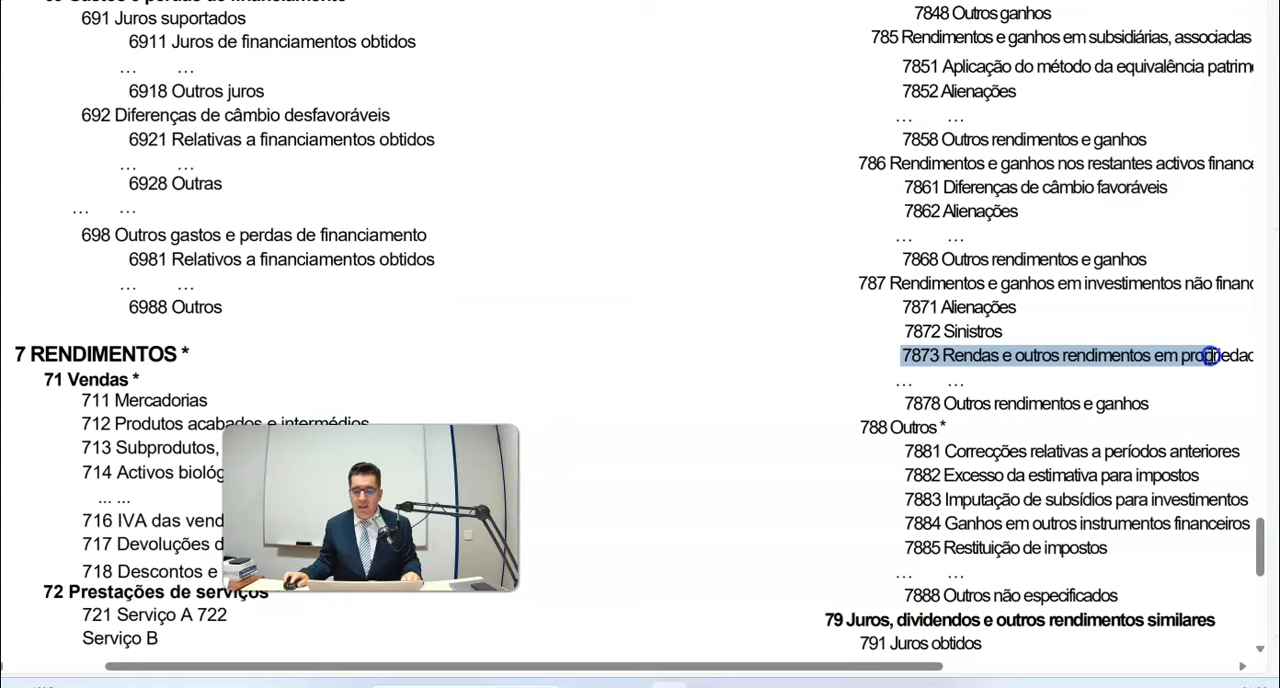 691 Juros suportados
6911 Juros de financiamentos obtidos
… …
6918 Outros juros
692 Diferenças de câmbio desfavoráveis
6921 Relativas a financiamentos obtidos
… …
6928 Outras
… …
698 Outros gastos e perdas de financiamento
6981 Relativos a financiamentos obtidos
… …
6988 Outros
7 RENDIMENTOS *
71 Vendas *
711 Mercadorias
712 Produtos acabados e intermédios
713 Subprodutos,
714 Activos
... ...
716 IVA das
717 Devoluções
718 Descontos e
72 Prestações de serviços
721 Serviço A 722
Serviço B
7848 Outros ganhos
785 Rendimentos e ganhos em subsidiárias, associadas
7851 Aplicação do método da equivalência
7852 Alienações
… …
7858 Outros rendimentos e ganhos
786 Rendimentos e ganhos nos restantes activos
7861 Diferenças de câmbio favoráveis
7862 Alienações
… …
7868 Outros rendimentos e ganhos
787 Rendimentos e ganhos em investimentos não
7871 Alienações
7872 Sinistros
7873 Rendas e outros rendimentos em
… …
7878 Outros rendimentos e ganhos
788 Outros *
7881 Correcções relativas a períodos anteriores
7882 Excesso da estimativa para impostos
7883 Imputação de subsídios para investimentos
7884 Ganhos em outros instrumentos financeiros
7885 Restituição de impostos
… …
7888 Outros não especificados
79 Juros, dividendos e outros rendimentos similares
791 Juros obtidos